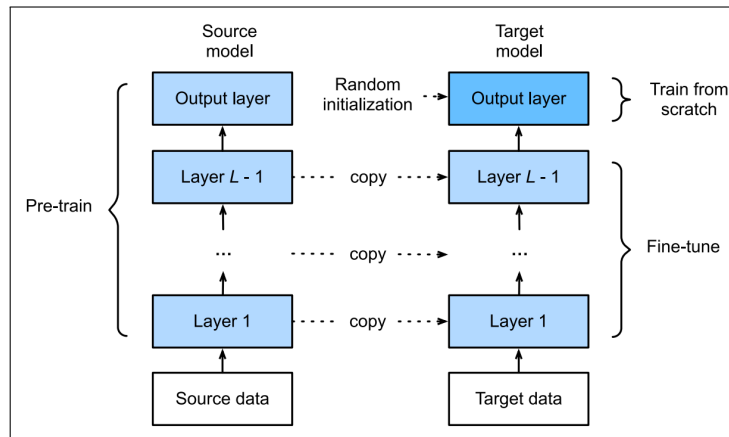 Source
model
Target
model
Output layer
Random
initialization
Output layer
Train from
scratch
Layer L - 1
copy
Layer L - 1
Pre-train
...
copy
...
Fine-tune
Layer 1
copy
Layer 1
Source data
Target data